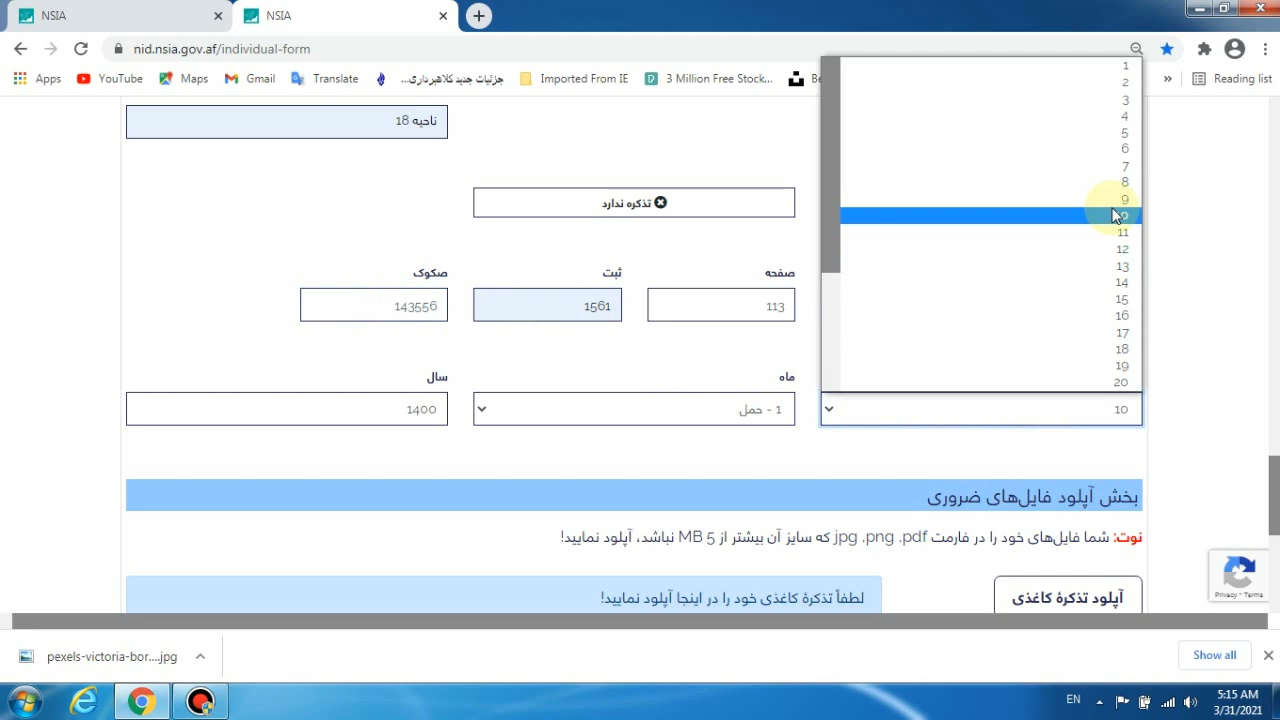 NSIA
NSIA
nid.nsia.gov.af/individual-form
Apps
YouTube
Maps
Gmail
Translate
جزئیات جدید کلاهبرداری...
Imported From IE
3 Million Free Stock...
Be
»
Reading list
ناحیه 18
تذکره ندارد
صفحه
ثبت
صکوک
113
1561
143556
ماه
سال
10
1 - حمل
1400
1
2
3
4
5
6
7
8
9
11
12
13
14
15
16
17
18
19
20
بخش آپلود فایل‌های ضروری
نوت: شما فایل‌های خود را در فارمت jpg ,png ,pdf که سایز آن بیشتر از 5 MB نباشد، آپلود نمایید!
آپلود تذکرهٔ کاغذی
لطفاً تذکرهٔ کاغذی خود را در اینجا آپلود نمایید!
Privacy - Terms
pexels-victoria-bor....jpg
Show all
EN
5:15 AM
3/31/2021